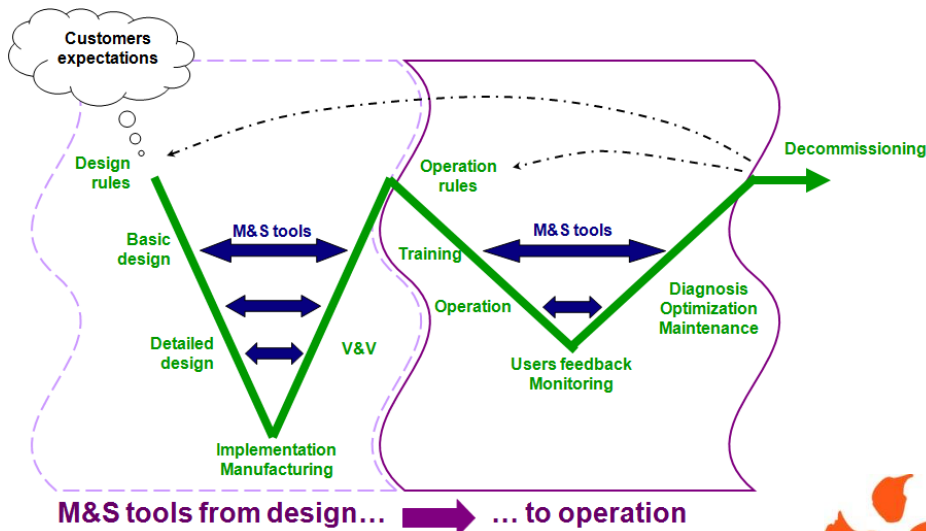 Customers
expectations
Design
rules
Operation
rules
Decommissioning
M&S tools
M&S tools
Basic
design
Training
Operation
Diagnosis
Optimization
Maintenance
Detailed
design
V&V
Users feedback
Monitoring
Implementation
Manufacturing
M&S tools from design… … to operation